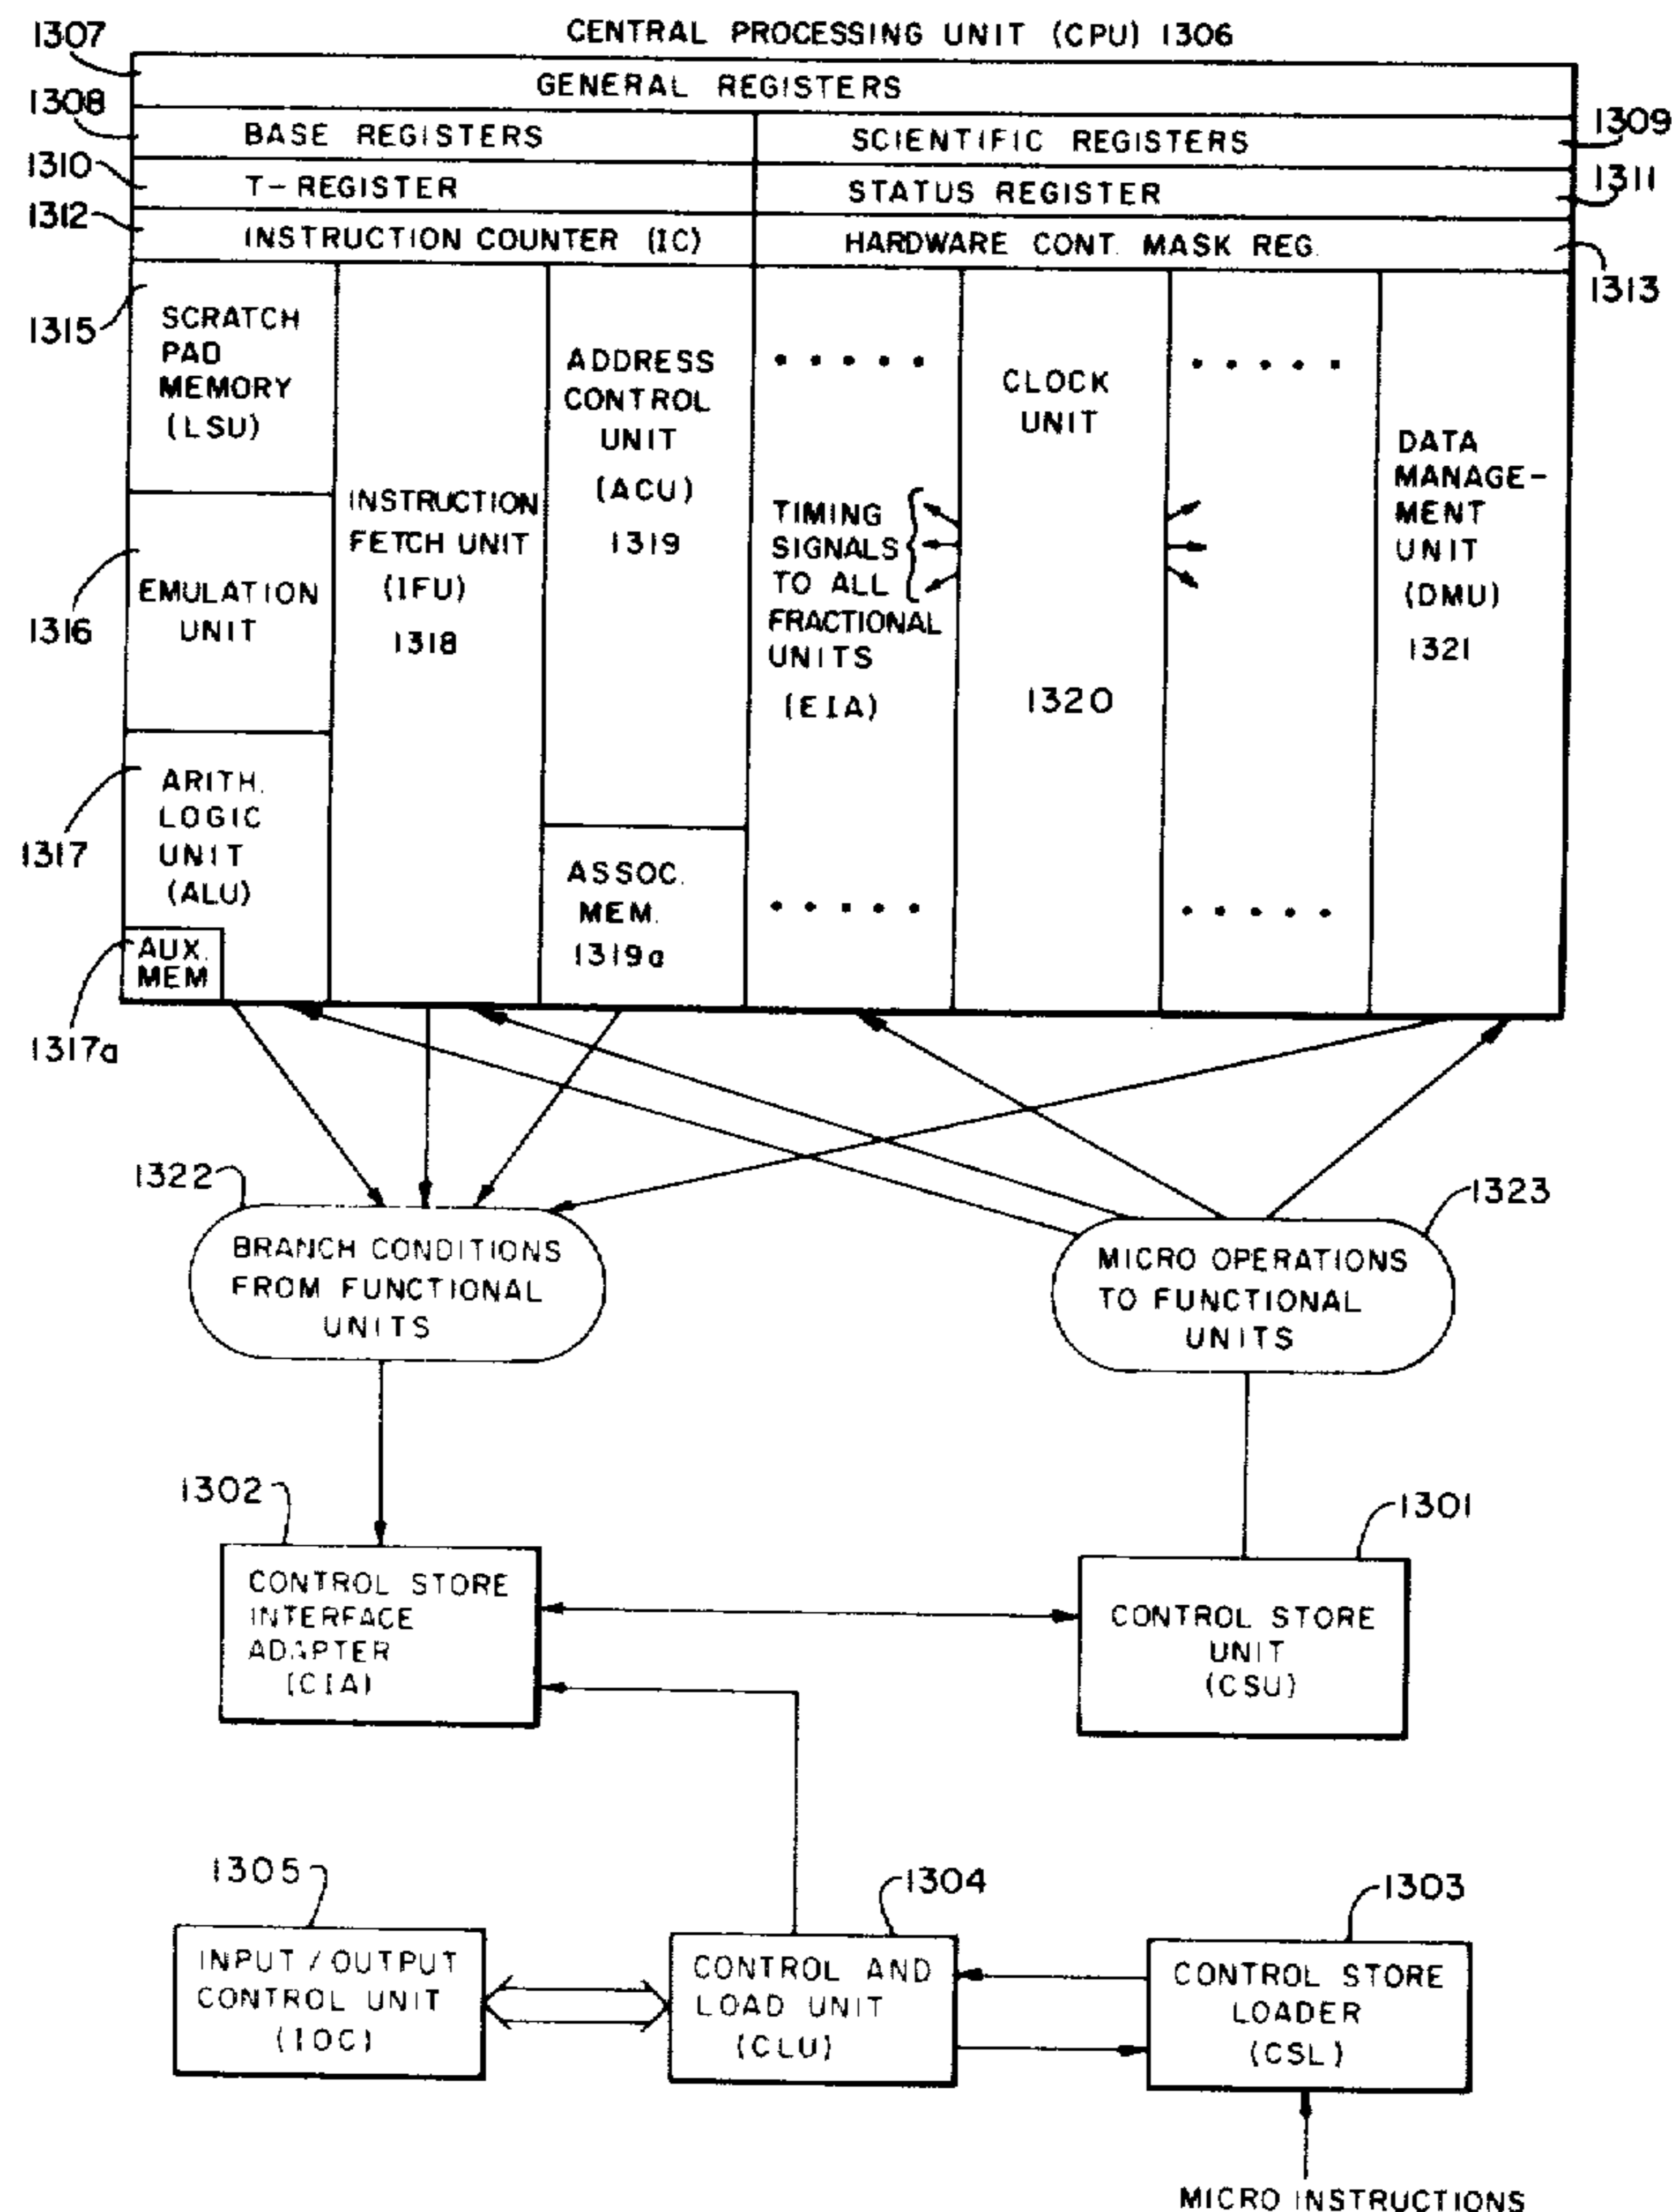 CENTRAL PROCESSING UNIT (CPU) 1306
1307
GENERAL REGISTERS
1308
BASE REGISTERS
SCIENTIFIC REGISTERS
1309
1310
T-REGISTER
STATUS REGISTER
1311
1312
INSTRUCTION COUNTER (IC)
HARDWARE CONT. MASK REG.
1313
1315
SCRATCH
PAD
MEMORY
(LSU)
1316
EMULATION
UNIT
1317
ARITH.
LOGIC
UNIT
(ALU)
AUX.
MEM
1317a
INSTRUCTION
FETCH UNIT
(IFU)
1318
ADDRESS
CONTROL
UNIT
(ACU)
1319
ASSOC.
MEM.
1319a
TIMING
SIGNALS
TO ALL
FRACTIONAL
UNITS
(EIA)
CLOCK
UNIT
1320
DATA
MANAGE-
MENT
UNIT
(DMU)
1321
1322
BRANCH CONDITIONS
FROM FUNCTIONAL
UNITS
1323
MICRO OPERATIONS
TO FUNCTIONAL
UNITS
1302
CONTROL STORE
INTERFACE
ADAPTER
(CIA)
1301
CONTROL STORE
UNIT
(CSU)
1305
INPUT / OUTPUT
CONTROL UNIT
(IOC)
1304
CONTROL AND
LOAD UNIT
(CLU)
1303
CONTROL STORE
LOADER
(CSL)
MICRO INSTRUCTIONS